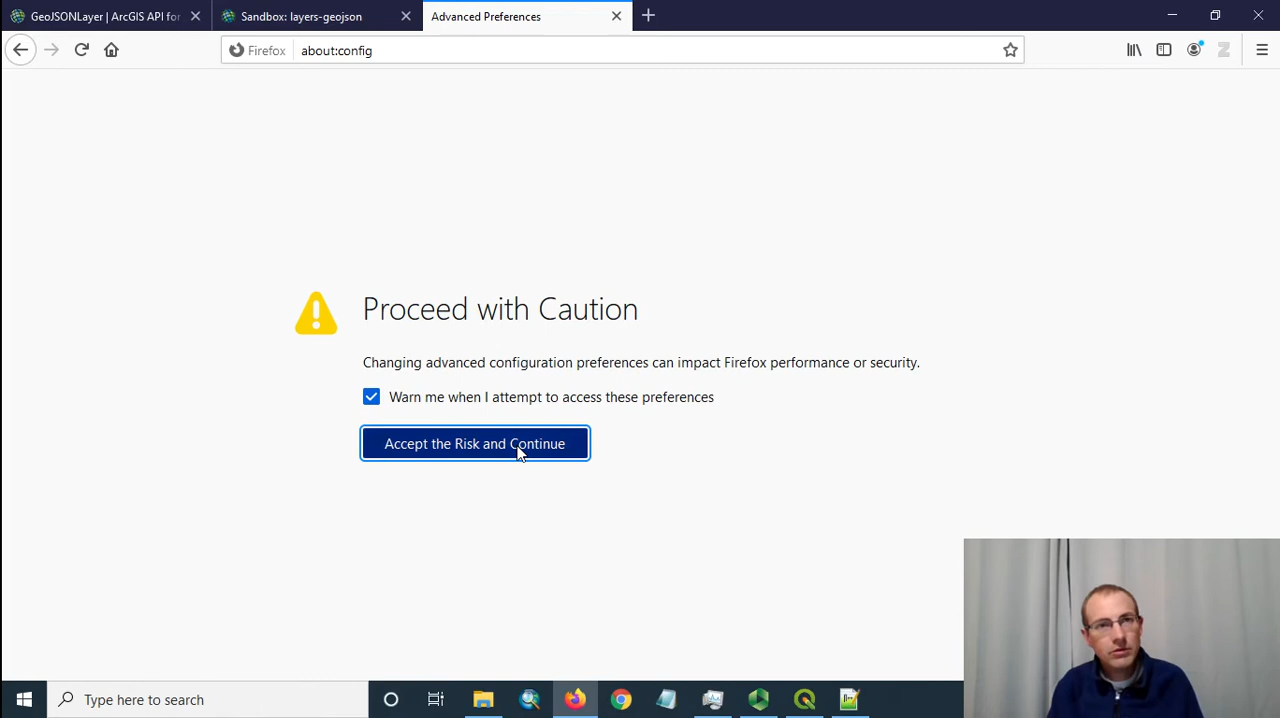 GeoJSONLayer | ArcGIS API for
Sandbox: layers-geojson
Advanced Preferences
Firefox
about:config
Proceed with Caution
Changing advanced configuration preferences can impact Firefox performance or security.
Warn me when I attempt to access these preferences
Accept the Risk and Continue
Type here to search